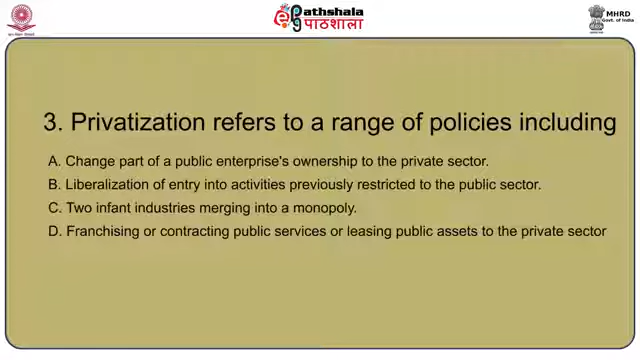 Pathshala
पाठशाला
MHRD
Govt. of India
3. Privatization refers to a range of policies including
A. Change part of a public enterprise's ownership to the private sector.
B. Liberalization of entry into activities previously restricted to the public sector.
C. Two infant industries merging into a monopoly.
D. Franchising or contracting public services or leasing public assets to the private sector